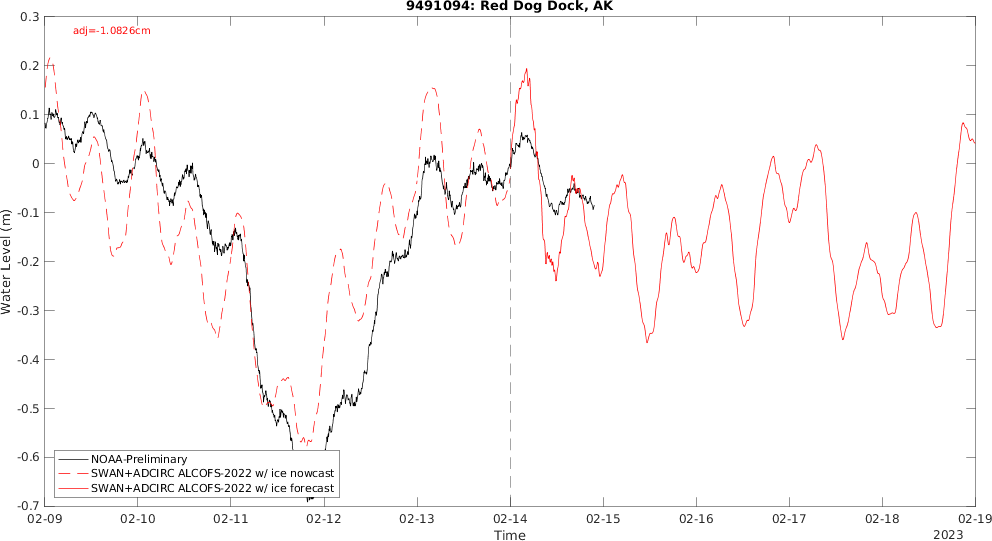 9491094: Red Dog Dock, AK
adj=-1.0826cm
0.3
0.2
0.1
0
-0.1
-0.2
-0.3
-0.4
-0.5
-0.6
-0.7
Water Level (m)
NOAA-Preliminary
SWAN+ADCIRC ALCOFS-2022 w/ ice nowcast
SWAN+ADCIRC ALCOFS-2022 w/ ice forecast
02-09 02-10 02-11 02-12 02-13 02-14 02-15 02-16 02-17 02-18 02-19
Time
2023